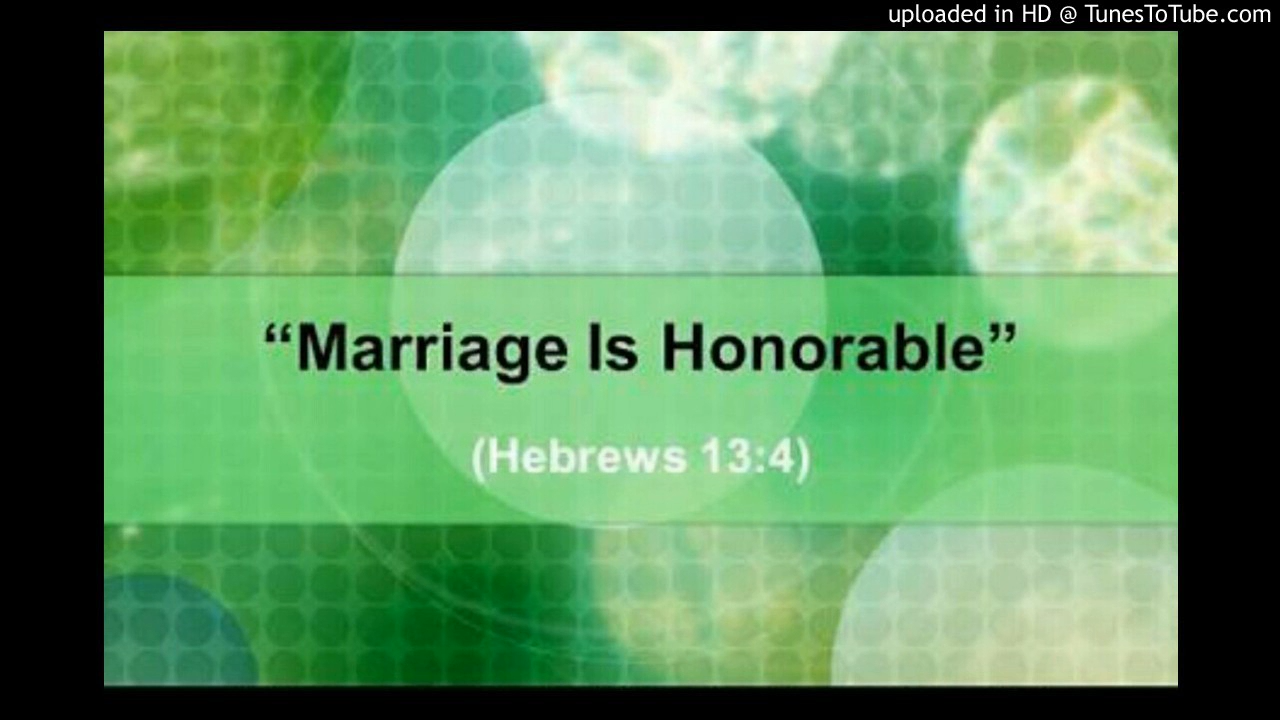 uploaded in HD @ TunesToTube.com
“Marriage Is Honorable”
(Hebrews 13:4)